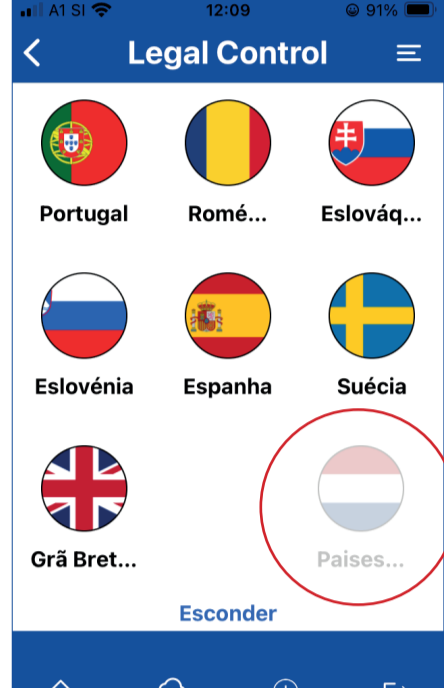 A1 SI 12:09 91%
Legal Control
Portugal Romé... Eslováq...
Eslovénia Espanha Suécia
Grã Bret... Paises...
Esconder